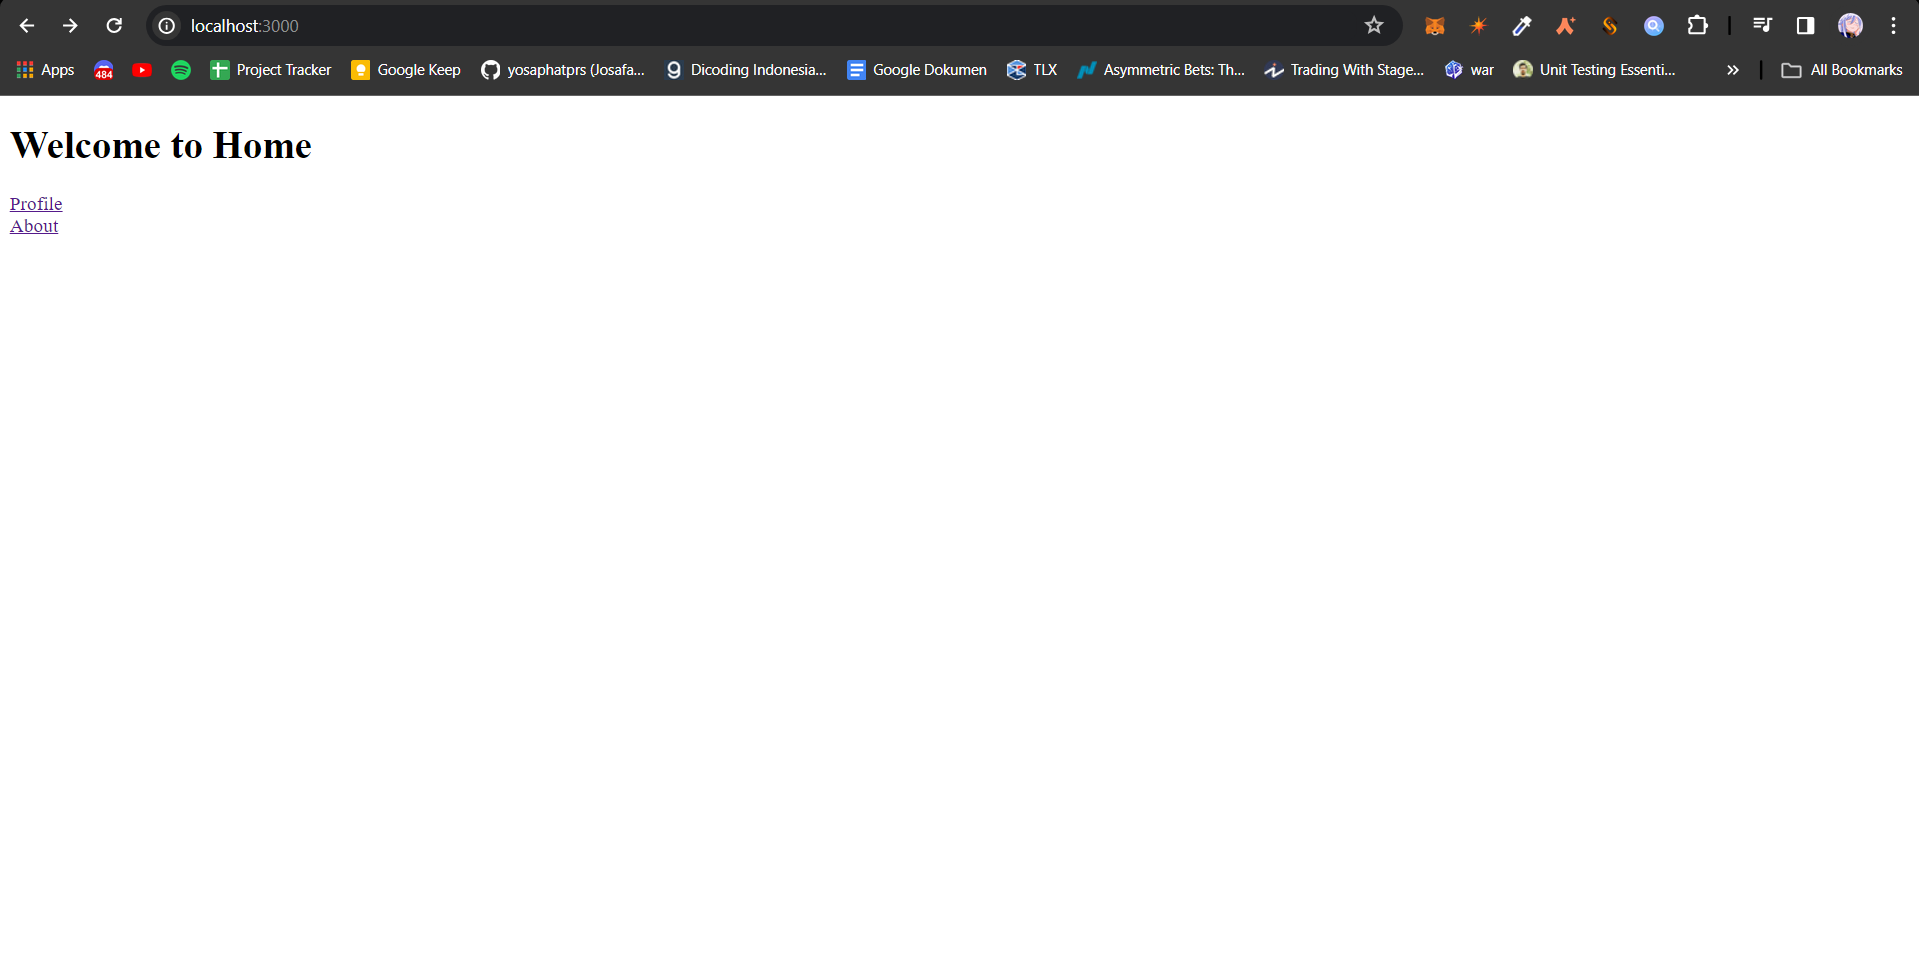 localhost:3000
Apps 484 Project Tracker Google Keep yosaphatprs (Josafa... Dicoding Indonesia... Google Dokumen TLX Asymmetric Bets: Th... Trading With Stage... war Unit Testing Essenti... » All Bookmarks
Welcome to Home
Profile
About